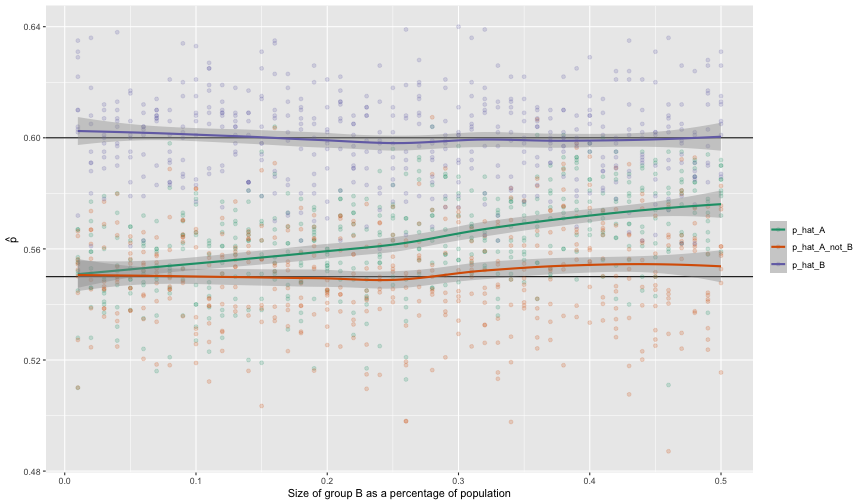 0.64
0.60
0.56
0.52
0.48
p̂
0.0 0.1 0.2 0.3 0.4 0.5
Size of group B as a percentage of population
p_hat_A
p_hat_A_not_B
p_hat_B